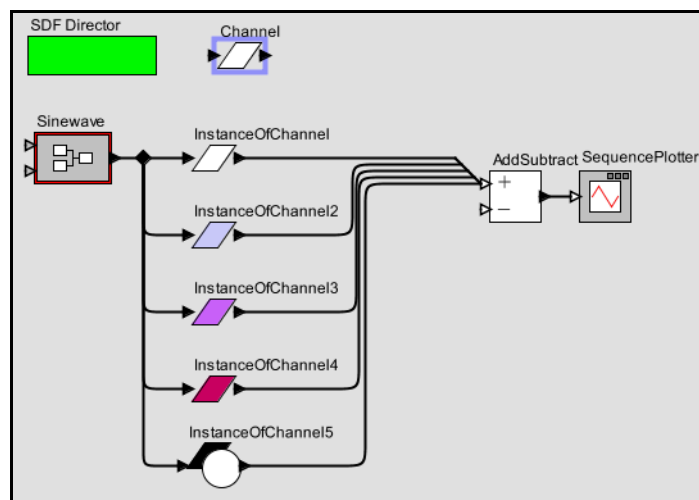 SDF Director
Channel
Sinewave
InstanceOfChannel
AddSubtract
SequencePlotter
+
−
InstanceOfChannel2
InstanceOfChannel3
InstanceOfChannel4
InstanceOfChannel5